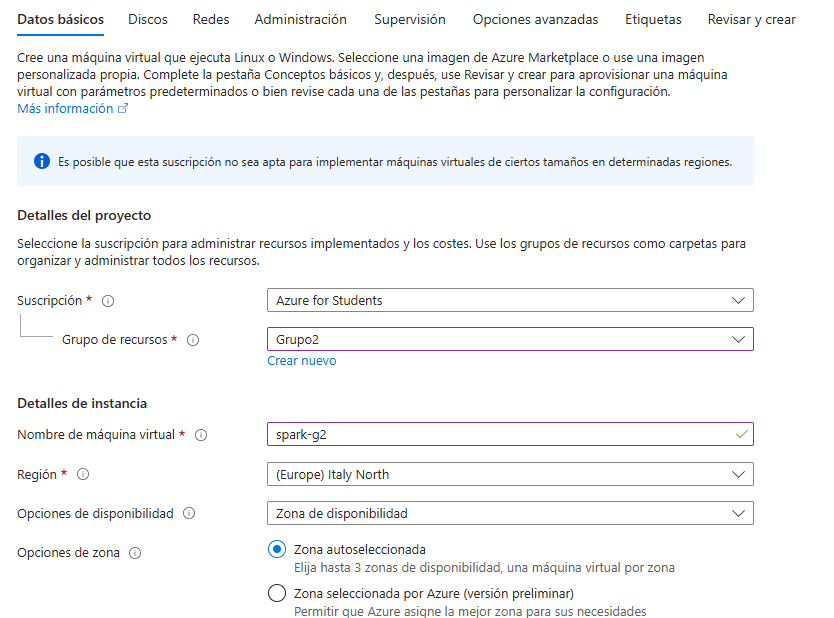 Datos básicos Discos Redes Administración Supervisión Opciones avanzadas Etiquetas Revisar y crear
Cree una máquina virtual que ejecuta Linux o Windows. Seleccione una imagen de Azure Marketplace o use una imagen
personalizada propia. Complete la pestaña Conceptos básicos y, después, use Revisar y crear para aprovisionar una máquina
virtual con parámetros predeterminados o bien revise cada una de las pestañas para personalizar la configuración.
Más información
Es posible que esta suscripción no sea apta para implementar máquinas virtuales de ciertos tamaños en determinadas regiones.
Detalles del proyecto
Seleccione la suscripción para administrar recursos implementados y los costes. Use los grupos de recursos como carpetas para
organizar y administrar todos los recursos.
Suscripción * Azure for Students
Grupo de recursos * Grupo2
Crear nuevo
Detalles de instancia
Nombre de máquina virtual * spark-g2
Región * (Europe) Italy North
Opciones de disponibilidad Zona de disponibilidad
Opciones de zona Zona autoseleccionada
Elija hasta 3 zonas de disponibilidad, una máquina virtual por zona
Zona seleccionada por Azure (versión preliminar)
Permitir que Azure asigne la mejor zona para sus necesidades